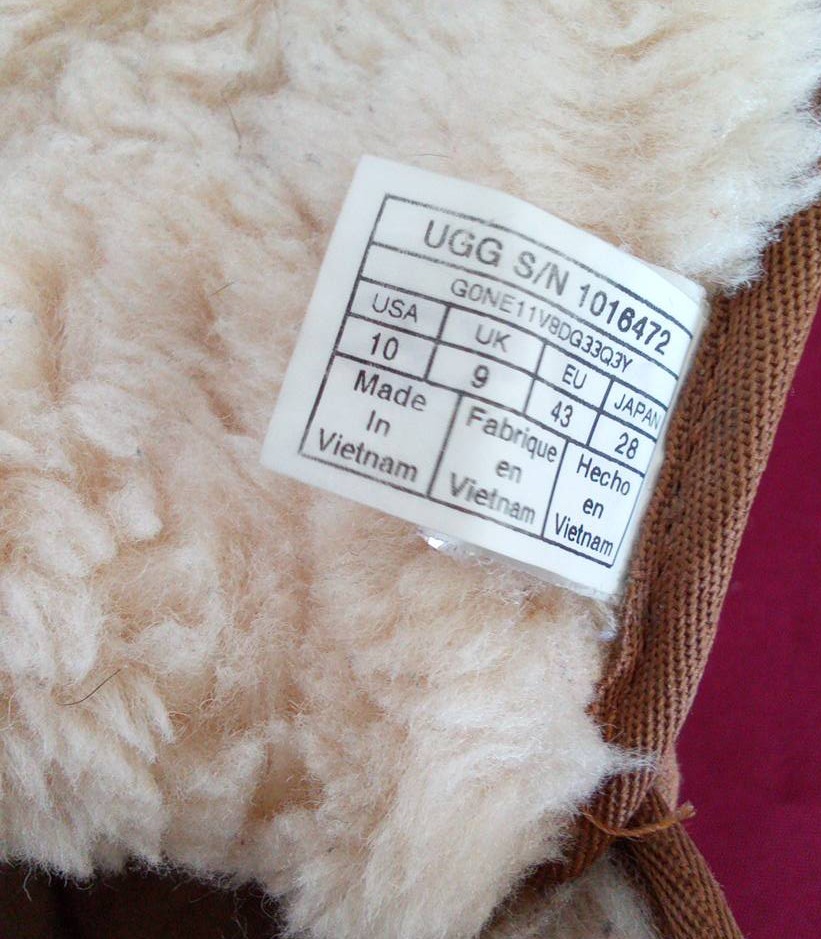 UGG S/N 1016472
G0NE11V8DG33Q3Y
USA UK EU JAPAN
10 9 43 28
Made In Vietnam
Fabrique en Vietnam
Hecho en Vietnam